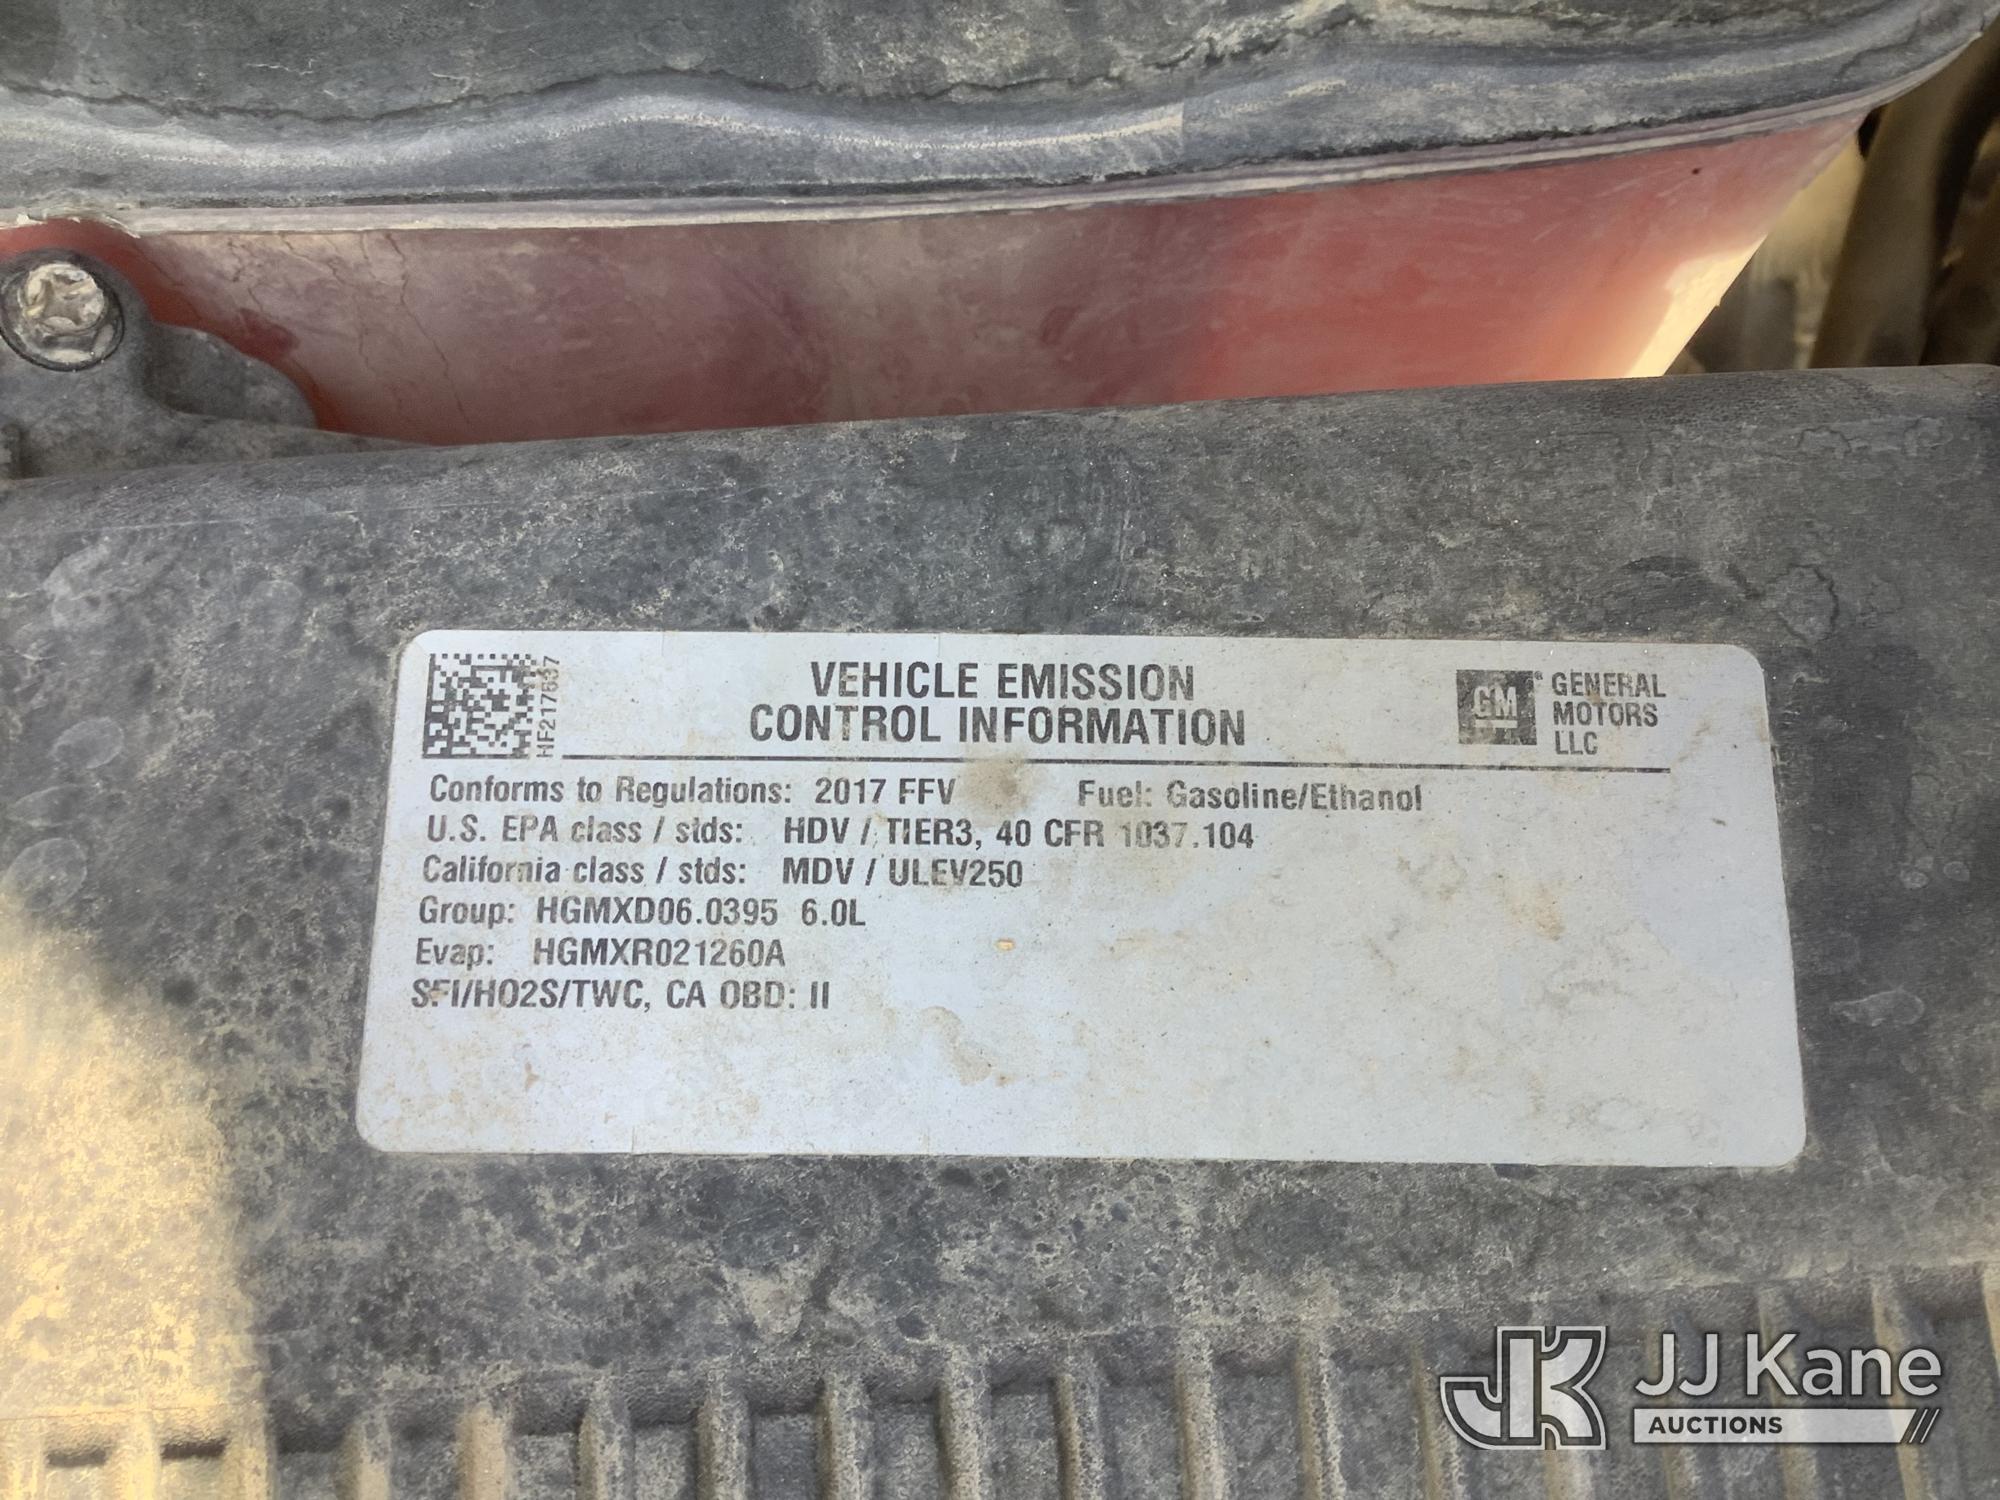 HF217637
VEHICLE EMISSION
CONTROL INFORMATION
GM
GENERAL
MOTORS
LLC
Conforms to Regulations: 2017 FFV Fuel: Gasoline/Ethanol
U.S. EPA class / stds: HDV / TIER3, 40 CFR 1037.104
California class / stds: MDV / ULEV250
Group: HGMXD06.0395 6.0L
Evap: HGMXR021260A
SFI/HO2S/TWC, CA OBD: II
JK JJ Kane
AUCTIONS